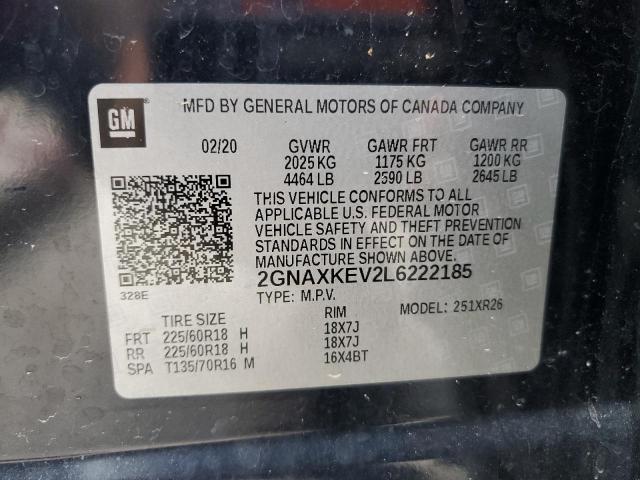 GM
MFD BY GENERAL MOTORS OF CANADA COMPANY
02/20 GVWR GAWR FRT GAWR RR
2025 KG 1175 KG 1200 KG
4464 LB 2590 LB 2645 LB
THIS VEHICLE CONFORMS TO ALL
APPLICABLE U.S. FEDERAL MOTOR
VEHICLE SAFETY AND THEFT PREVENTION
STANDARDS IN EFFECT ON THE DATE OF
MANUFACTURE SHOWN ABOVE.
2GNAXKEV2L6222185
328E
TYPE: M.P.V. MODEL: 251XR26
TIRE SIZE RIM
FRT 225/60R18 H 18X7J
RR 225/60R18 H 18X7J
SPA T135/70R16 M 16X4BT